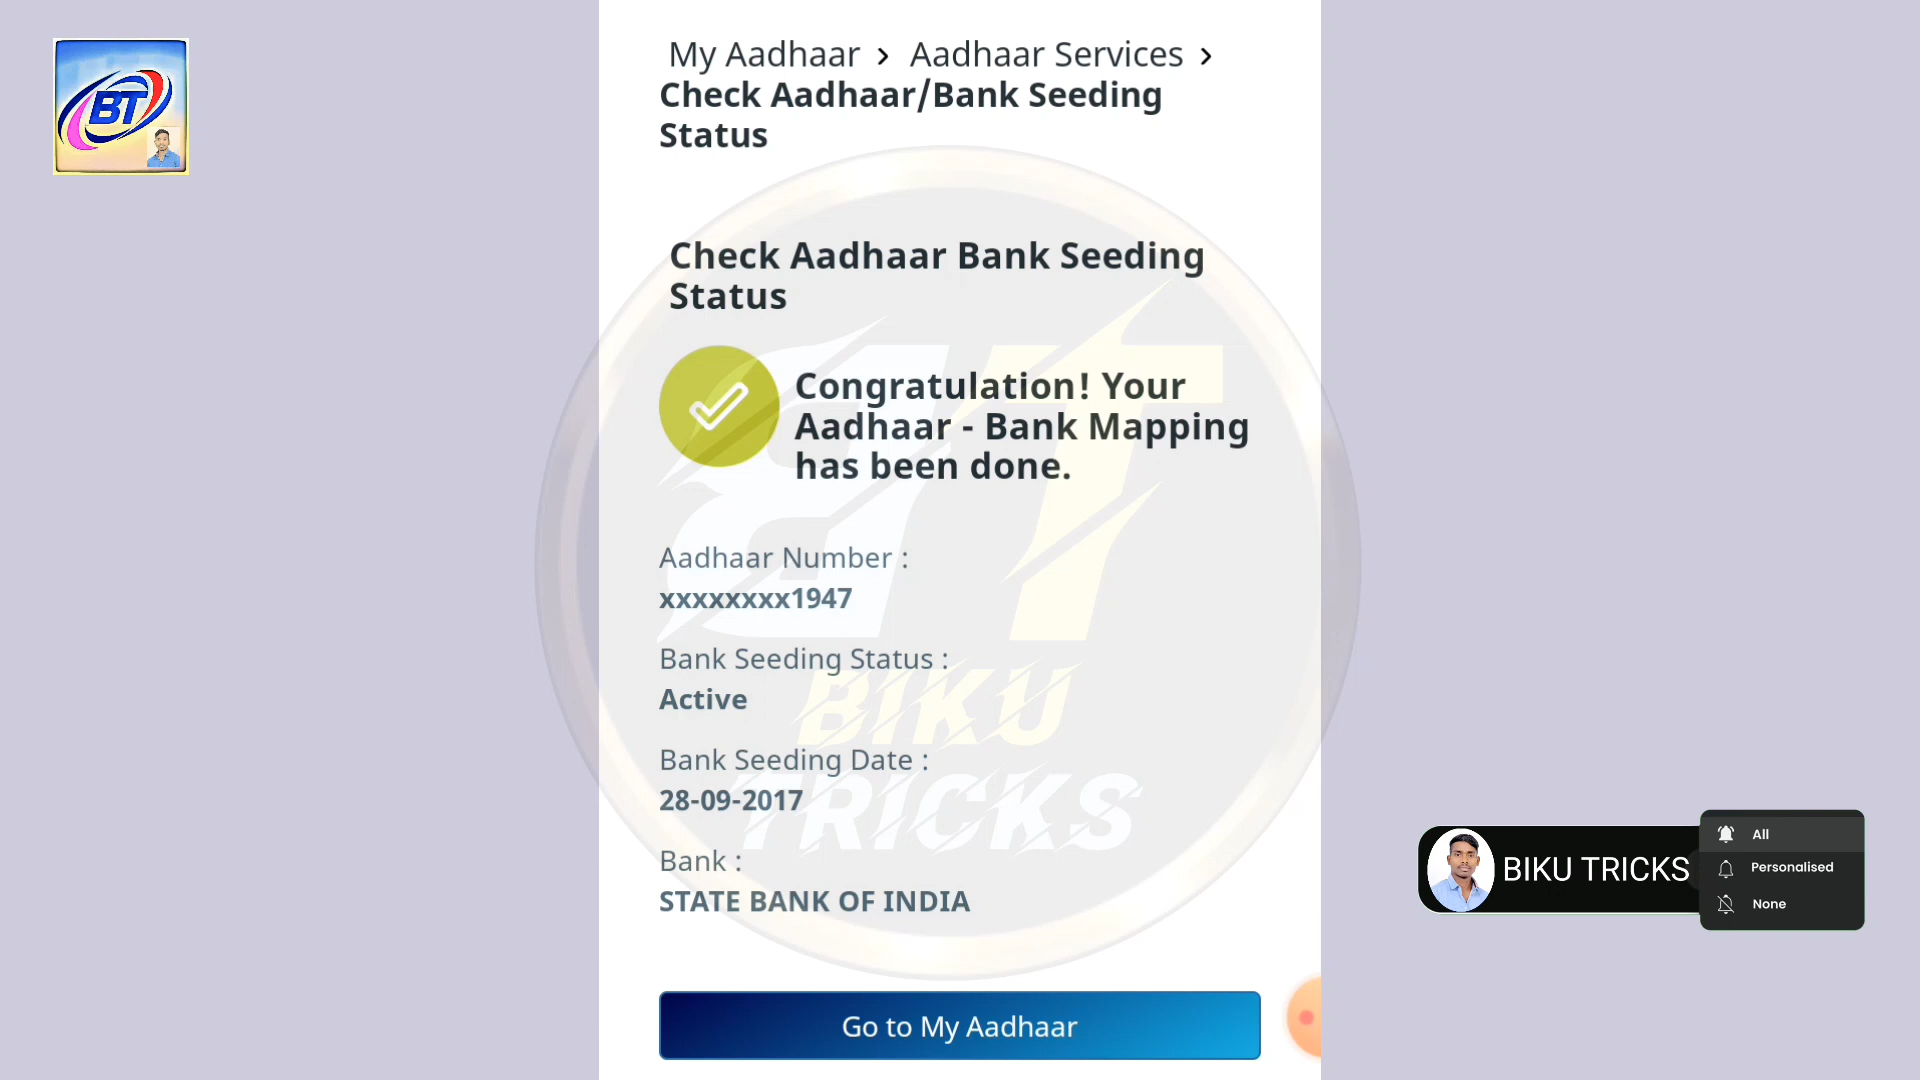 BT
My Aadhaar > Aadhaar Services >
Check Aadhaar/Bank Seeding
Status
Check Aadhaar Bank Seeding
Status
Congratulation! Your
Aadhaar - Bank Mapping
has been done.
Aadhaar Number :
xxxxxxxx1947
Bank Seeding Status :
Active
Bank Seeding Date :
28-09-2017
Bank :
STATE BANK OF INDIA
Go to My Aadhaar
BT
BIKU
TRICKS
BIKU TRICKS
All
Personalised
None